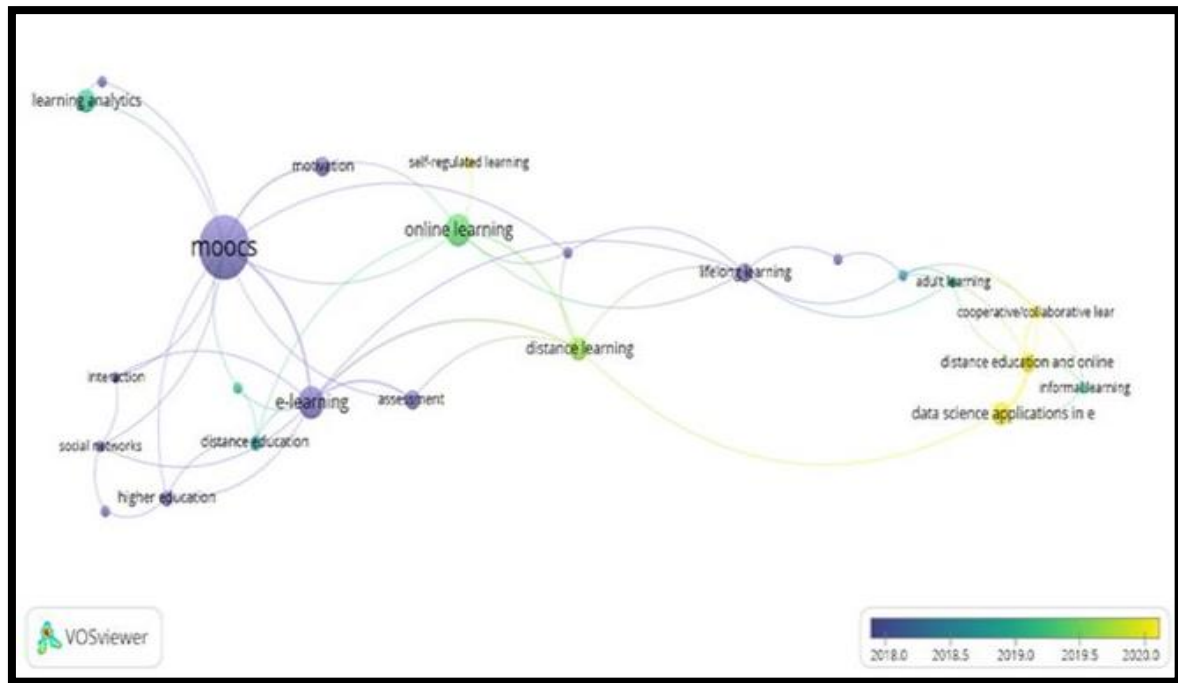 learning analytics
motivation
self-regulated learning
moocs
online learning
lifelong learning
adult learning
cooperative/collaborative lear
distance learning
distance education and online
interaction
informal learning
e-learning
assessment
data science applications in e
social networks
distance education
higher education
VOSviewer
2018.0 2018.5 2019.0 2019.5 2020.0